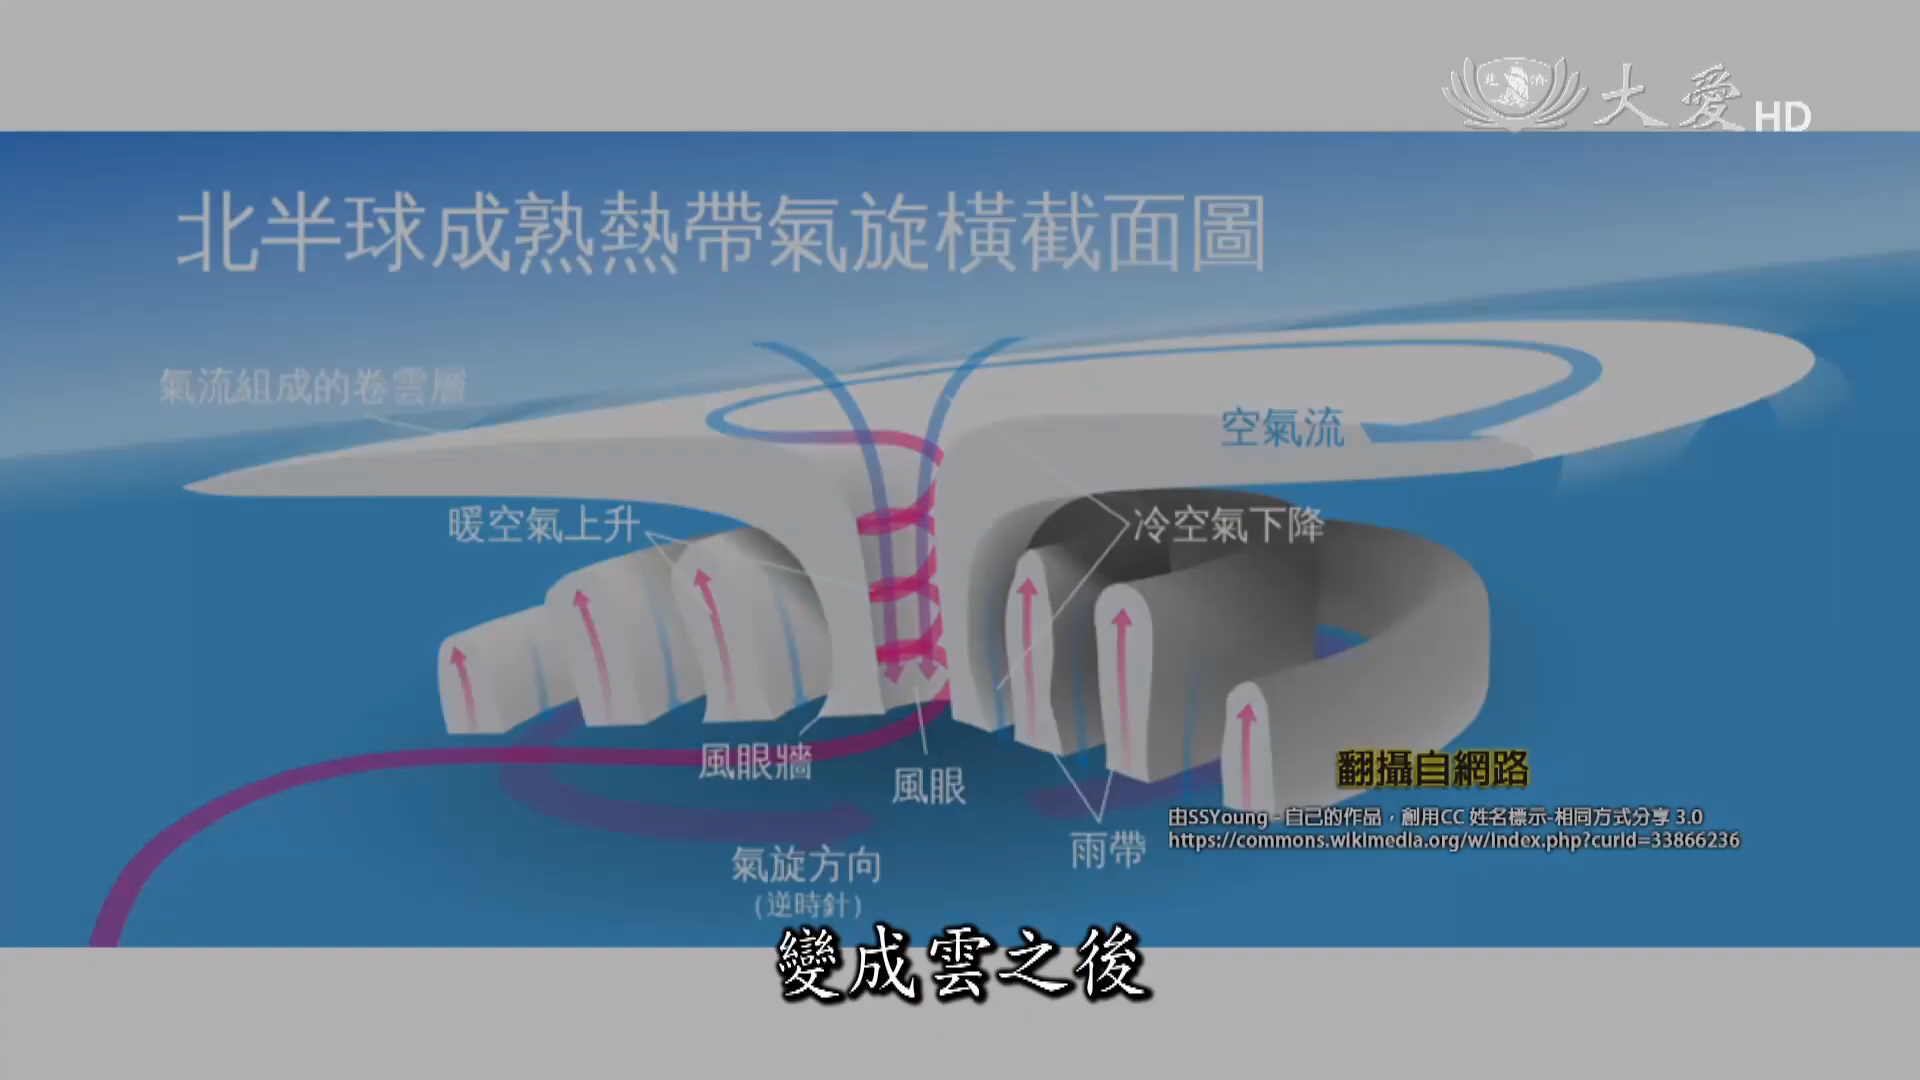 慈濟
大愛HD
北半球成熟熱帶氣旋橫截面圖
氣流組成的卷雲層
空氣流
暖空氣上升
冷空氣下降
風眼牆
風眼
雨帶
氣旋方向
(逆時針)
翻攝自網路
由SSYoung - 自己的作品，創用CC 姓名標示-相同方式分享 3.0
https://commons.wikimedia.org/w/index.php?curid=33866236
變成雲之後